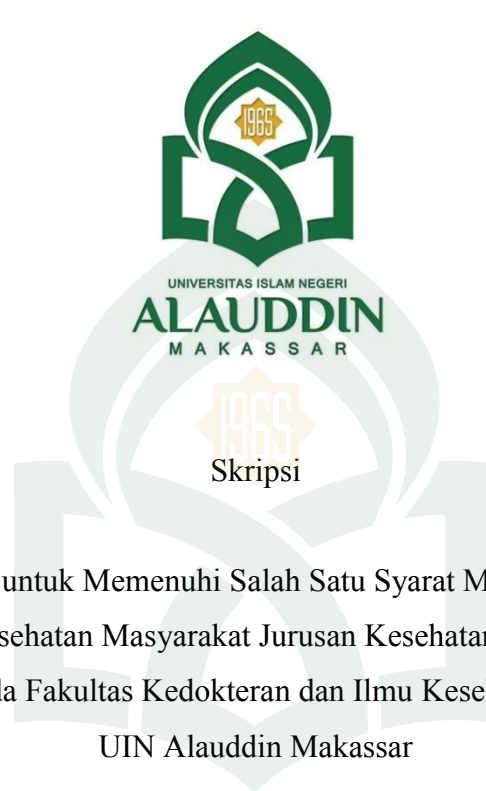 1965
UNIVERSITAS ISLAM NEGERI
ALAUDDIN
MAKASSAR
1965
Skripsi
untuk Memenuhi Salah Satu Syarat M
sehatan Masyarakat Jurusan Kesehatan
da Fakultas Kedokteran dan Ilmu Kese
UIN Alauddin Makassar